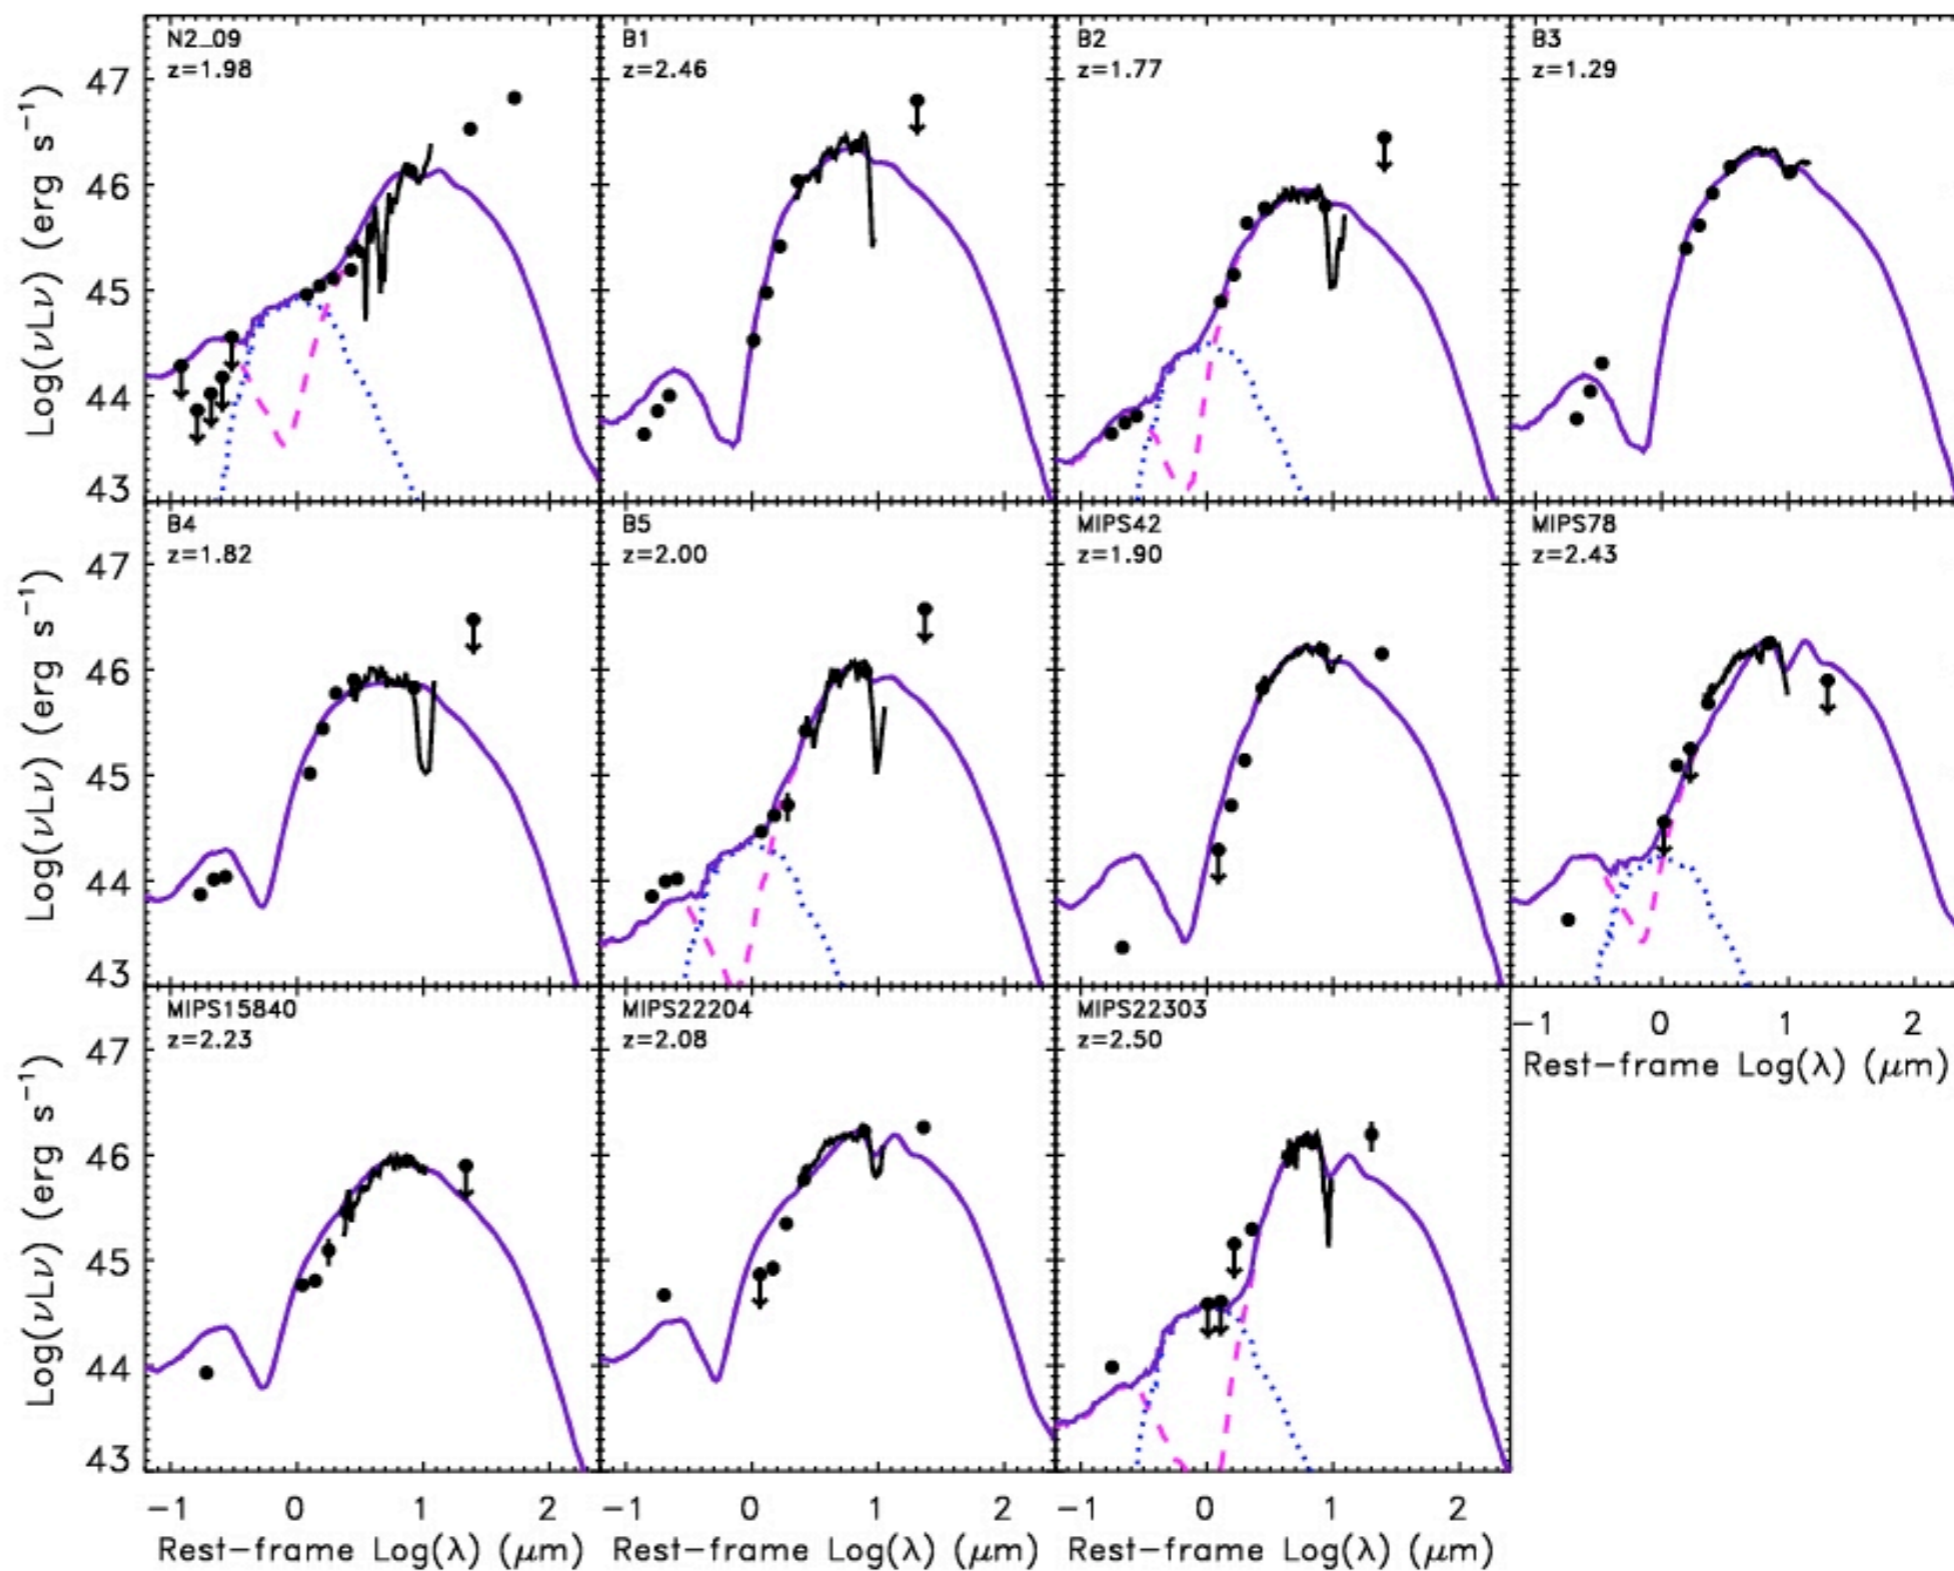 N2_09
z=1.98
B1
z=2.46
B2
z=1.77
B3
z=1.29
47
46
45
44
43
Log(νLν) (erg s⁻¹)
B4
z=1.82
B5
z=2.00
MIPS42
z=1.90
MIPS78
z=2.43
47
46
45
44
43
Log(νLν) (erg s⁻¹)
−1 0 1 2
Rest−frame Log(λ) (μm)
MIPS15840
z=2.23
MIPS22204
z=2.08
MIPS22303
z=2.50
47
46
45
44
43
Log(νLν) (erg s⁻¹)
−1 0 1 2
−1 0 1 2
−1 0 1 2
Rest−frame Log(λ) (μm)
Rest−frame Log(λ) (μm)
Rest−frame Log(λ) (μm)